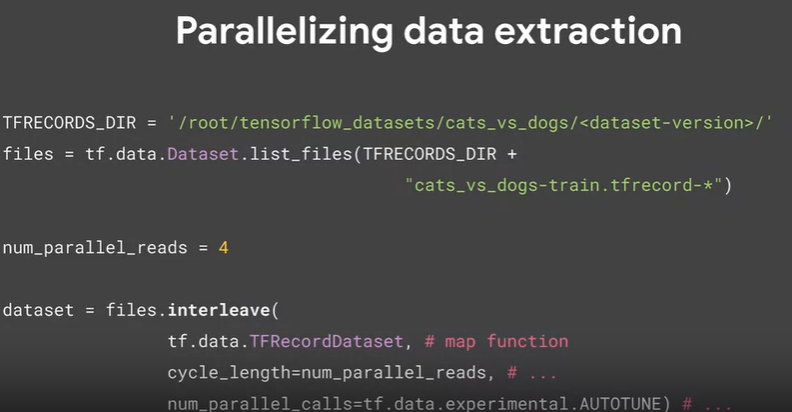 Parallelizing data extraction
TFRECORDS_DIR = '/root/tensorflow_datasets/cats_vs_dogs/<dataset-version>/'
files = tf.data.Dataset.list_files(TFRECORDS_DIR +
"cats_vs_dogs-train.tfrecord-*")
num_parallel_reads = 4
dataset = files.interleave(
tf.data.TFRecordDataset, # map function
cycle_length=num_parallel_reads, # ...
num_parallel_calls=tf.data.experimental.AUTOTUNE) # ...